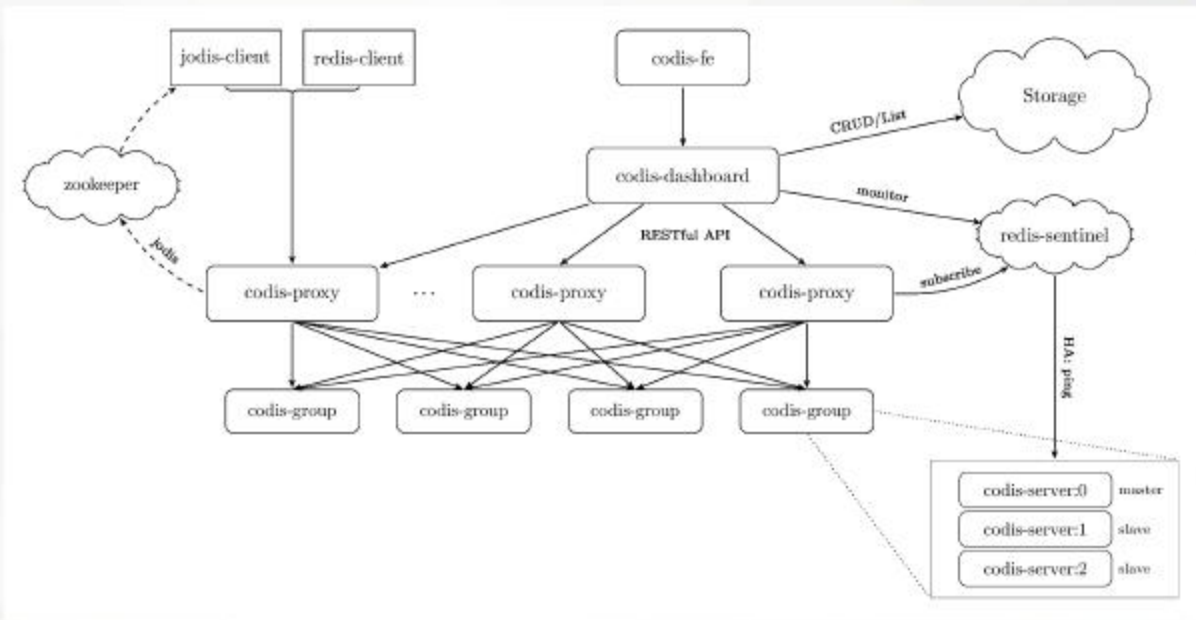 jodis-client
redis-client
codis-fe
Storage
CRUD/List
zookeeper
codis-dashboard
monitor
jodis
RESTful API
redis-sentinel
subscribe
codis-proxy
...
codis-proxy
codis-proxy
HA: ping
codis-group
codis-group
codis-group
codis-group
codis-server:0 master
codis-server:1 slave
codis-server:2 slave